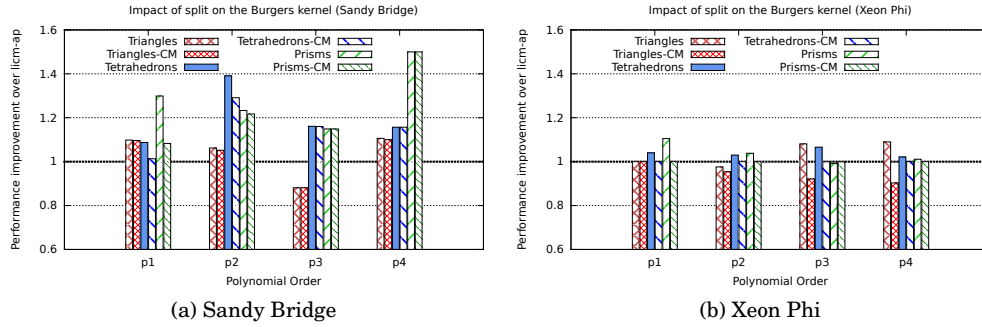 Impact of split on the Burgers kernel (Sandy Bridge)
Performance improvement over licm-ap
1.6
1.4
1.2
1
0.8
0.6
Triangles
Triangles-CM
Tetrahedrons
Tetrahedrons-CM
Prisms
Prisms-CM
p1 p2 p3 p4
Polynomial Order
(a) Sandy Bridge
Impact of split on the Burgers kernel (Xeon Phi)
Performance improvement over licm-ap
1.6
1.4
1.2
1
0.8
0.6
Triangles
Triangles-CM
Tetrahedrons
Tetrahedrons-CM
Prisms
Prisms-CM
p1 p2 p3 p4
Polynomial Order
(b) Xeon Phi